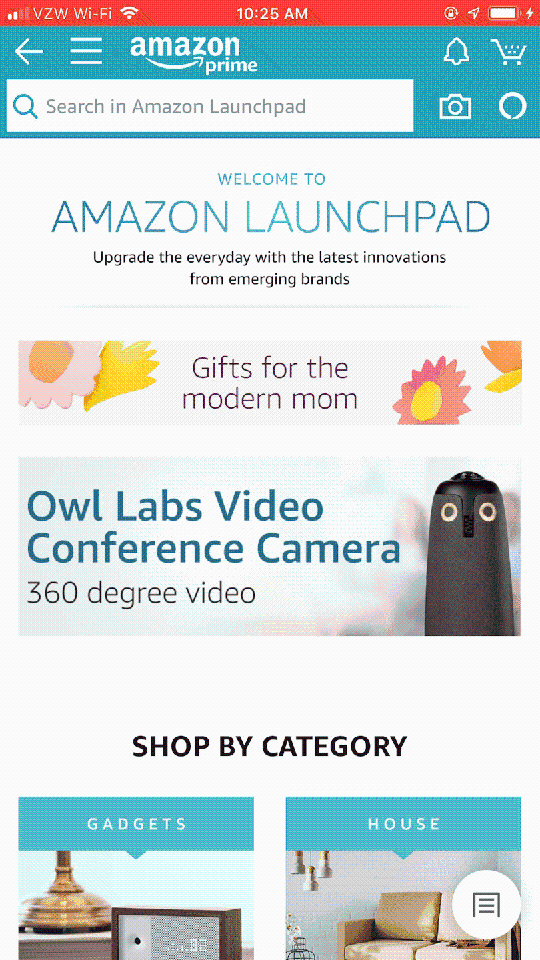 VZW Wi-Fi 10:25 AM
amazon
prime
Search in Amazon Launchpad
WELCOME TO
AMAZON LAUNCHPAD
Upgrade the everyday with the latest innovations
from emerging brands
Gifts for the
modern mom
Owl Labs Video
Conference Camera
360 degree video
SHOP BY CATEGORY
GADGETS HOUSE